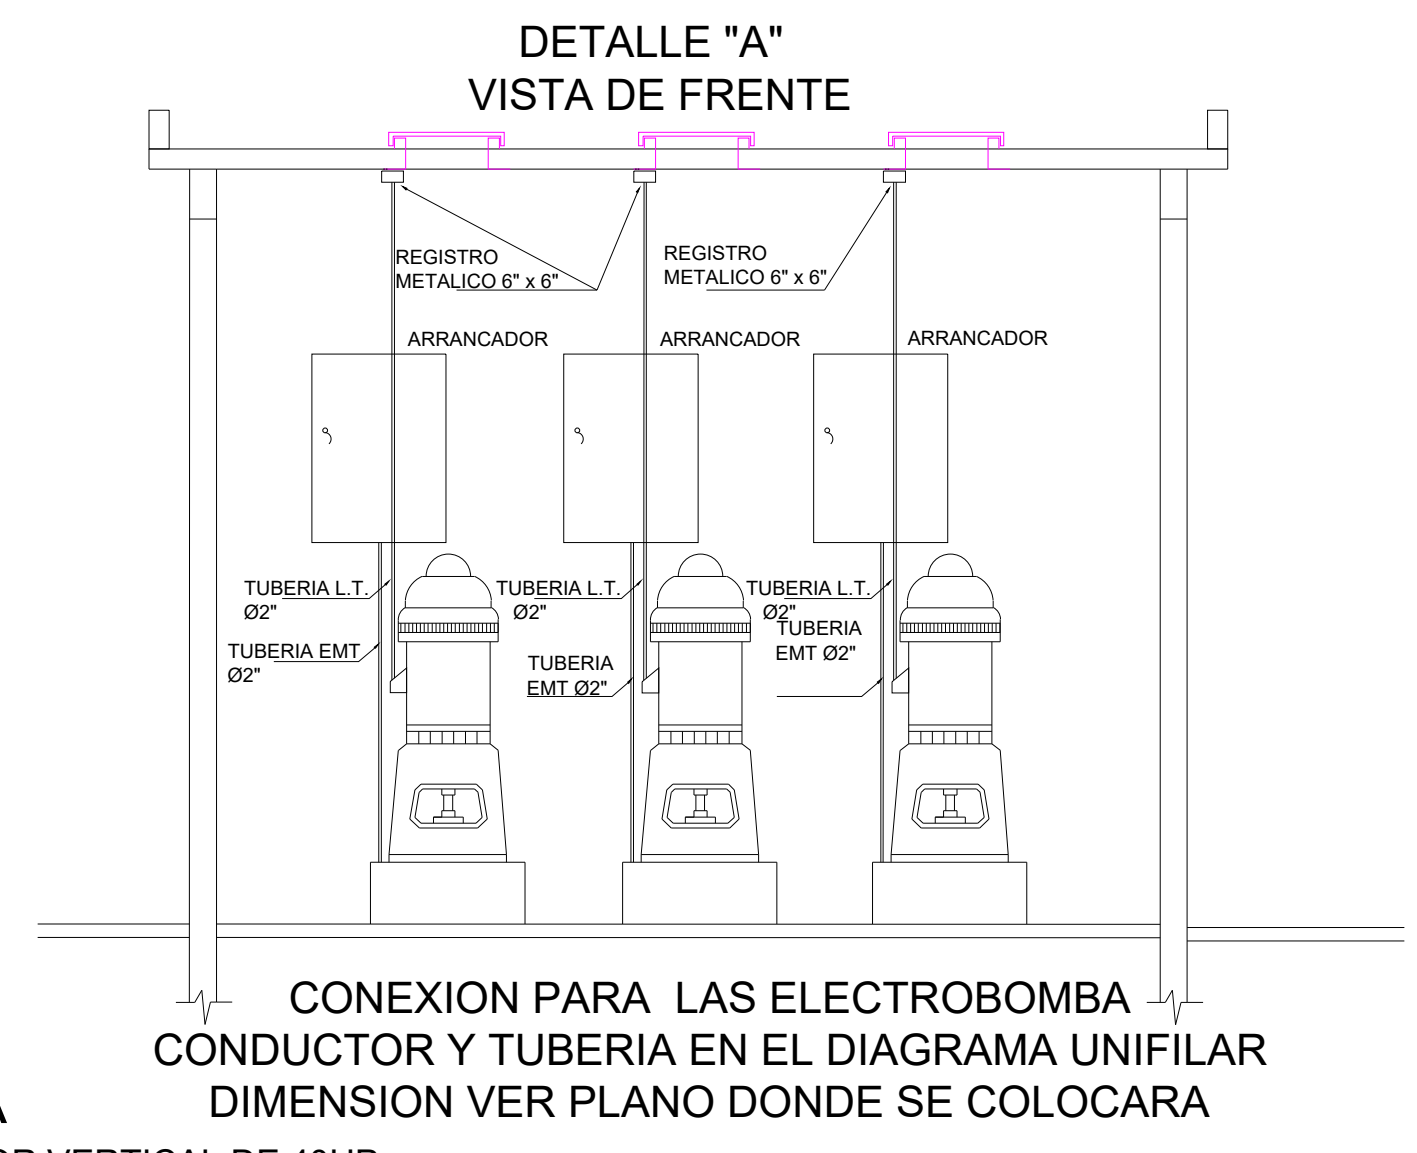 DETALLE "A"
VISTA DE FRENTE
REGISTRO
METALICO 6" x 6"
REGISTRO
METALICO 6" x 6"
ARRANCADOR
ARRANCADOR
ARRANCADOR
TUBERIA L.T.
Ø2"
TUBERIA EMT
Ø2"
TUBERIA L.T.
Ø2"
TUBERIA
EMT Ø2"
TUBERIA L.T.
Ø2"
TUBERIA
EMT Ø2"
CONEXION PARA LAS ELECTROBOMBA
CONDUCTOR Y TUBERIA EN EL DIAGRAMA UNIFILAR
DIMENSION VER PLANO DONDE SE COLOCARA
A
VERTICAL DE